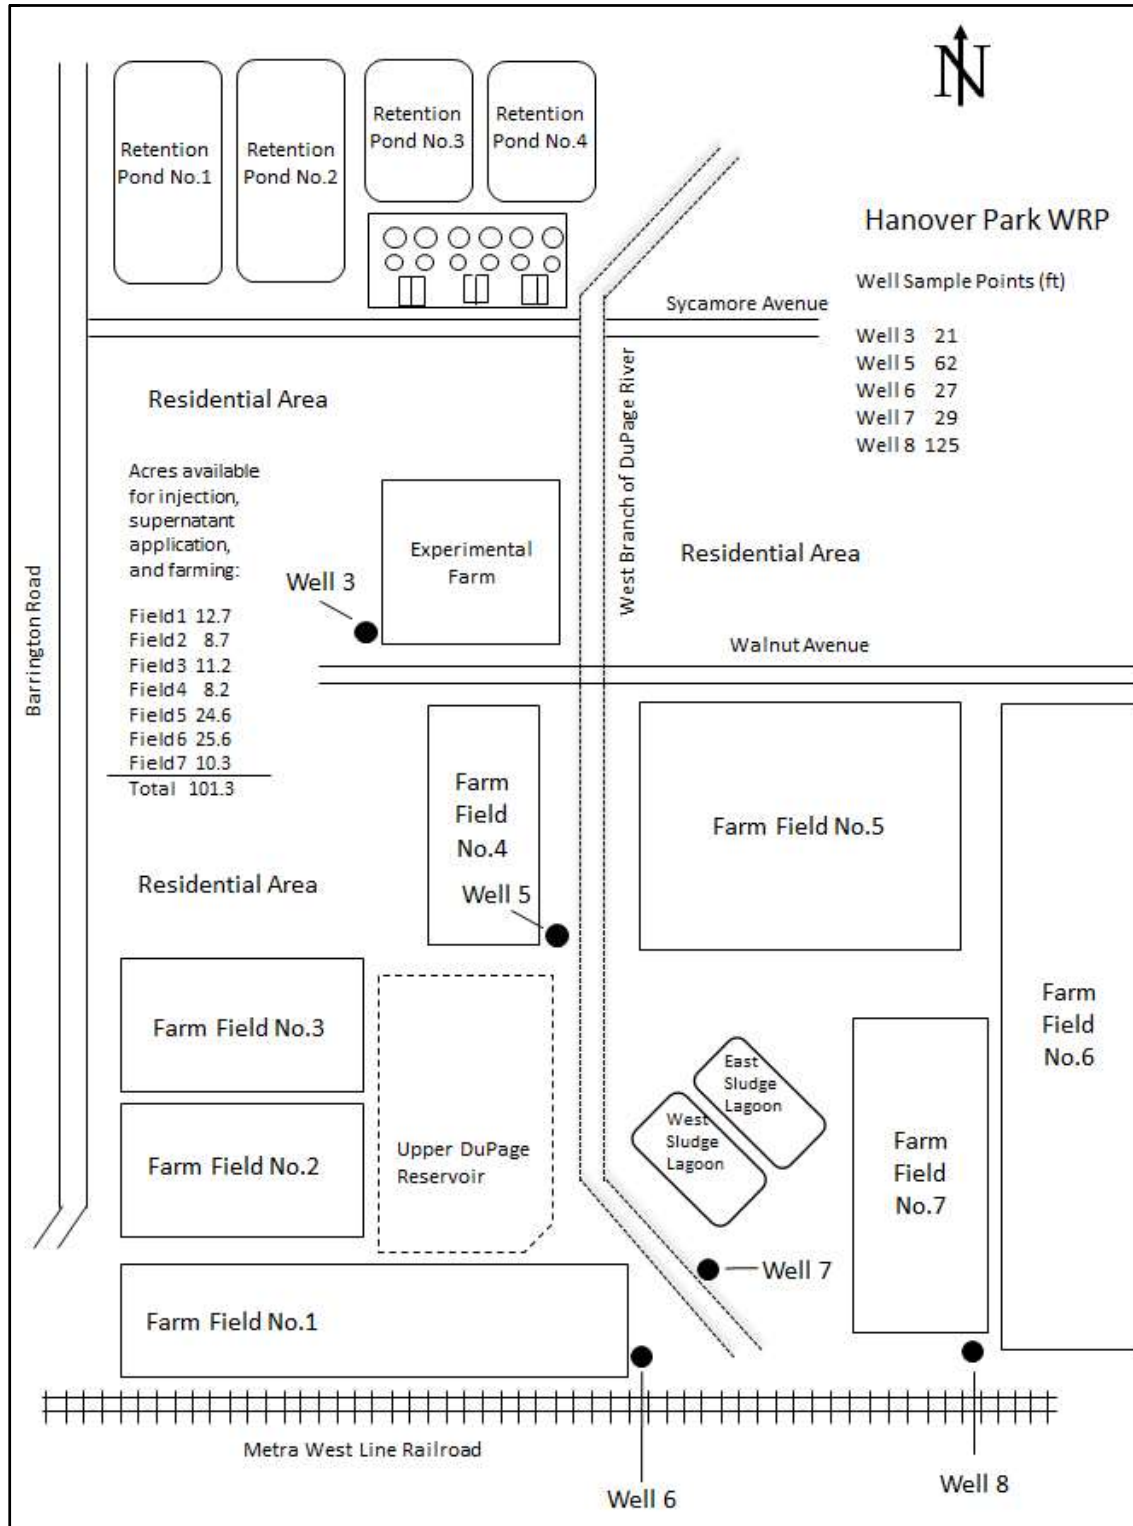 N
Retention
Pond No.1
Retention
Pond No.2
Retention
Pond No.3
Retention
Pond No.4
Hanover Park WRP
Well Sample Points (ft)
Well 3 21
Well 5 62
Well 6 27
Well 7 29
Well 8 125
Sycamore Avenue
Residential Area
West Branch of DuPage River
Acres available
for injection,
supernatant
application,
and farming:
Field1 12.7
Field2 8.7
Field3 11.2
Field4 8.2
Field5 24.6
Field6 25.6
Field7 10.3
Total 101.3
Barrington Road
Well 3
Experimental
Farm
Residential Area
Walnut Avenue
Farm
Field
No.4
Farm Field No.5
Residential Area
Well 5
Farm Field No.3
Farm
Field
No.6
East
Sludge
Lagoon
West
Sludge
Lagoon
Farm Field No.2
Upper DuPage
Reservoir
Farm
Field
No.7
Well 7
Farm Field No.1
Metra West Line Railroad
Well 6
Well 8